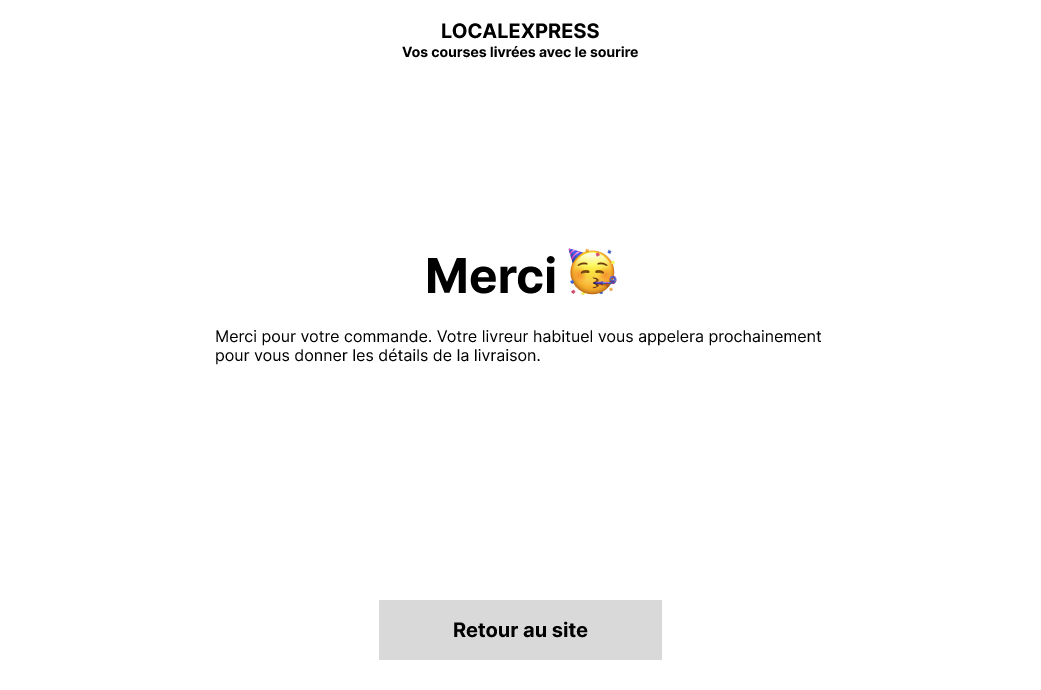 LOCALEXPRESS
Vos courses livrées avec le sourire
Merci 🥳
Merci pour votre commande. Votre livreur habituel vous appelera prochainement
pour vous donner les détails de la livraison.
Retour au site